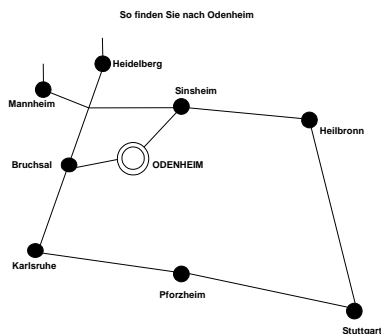 So finden Sie nach Odenheim
Heidelberg
Sinsheim
Mannheim
Heilbronn
Bruchsal
ODENHEIM
Karlsruhe
Pforzheim
Stuttgart